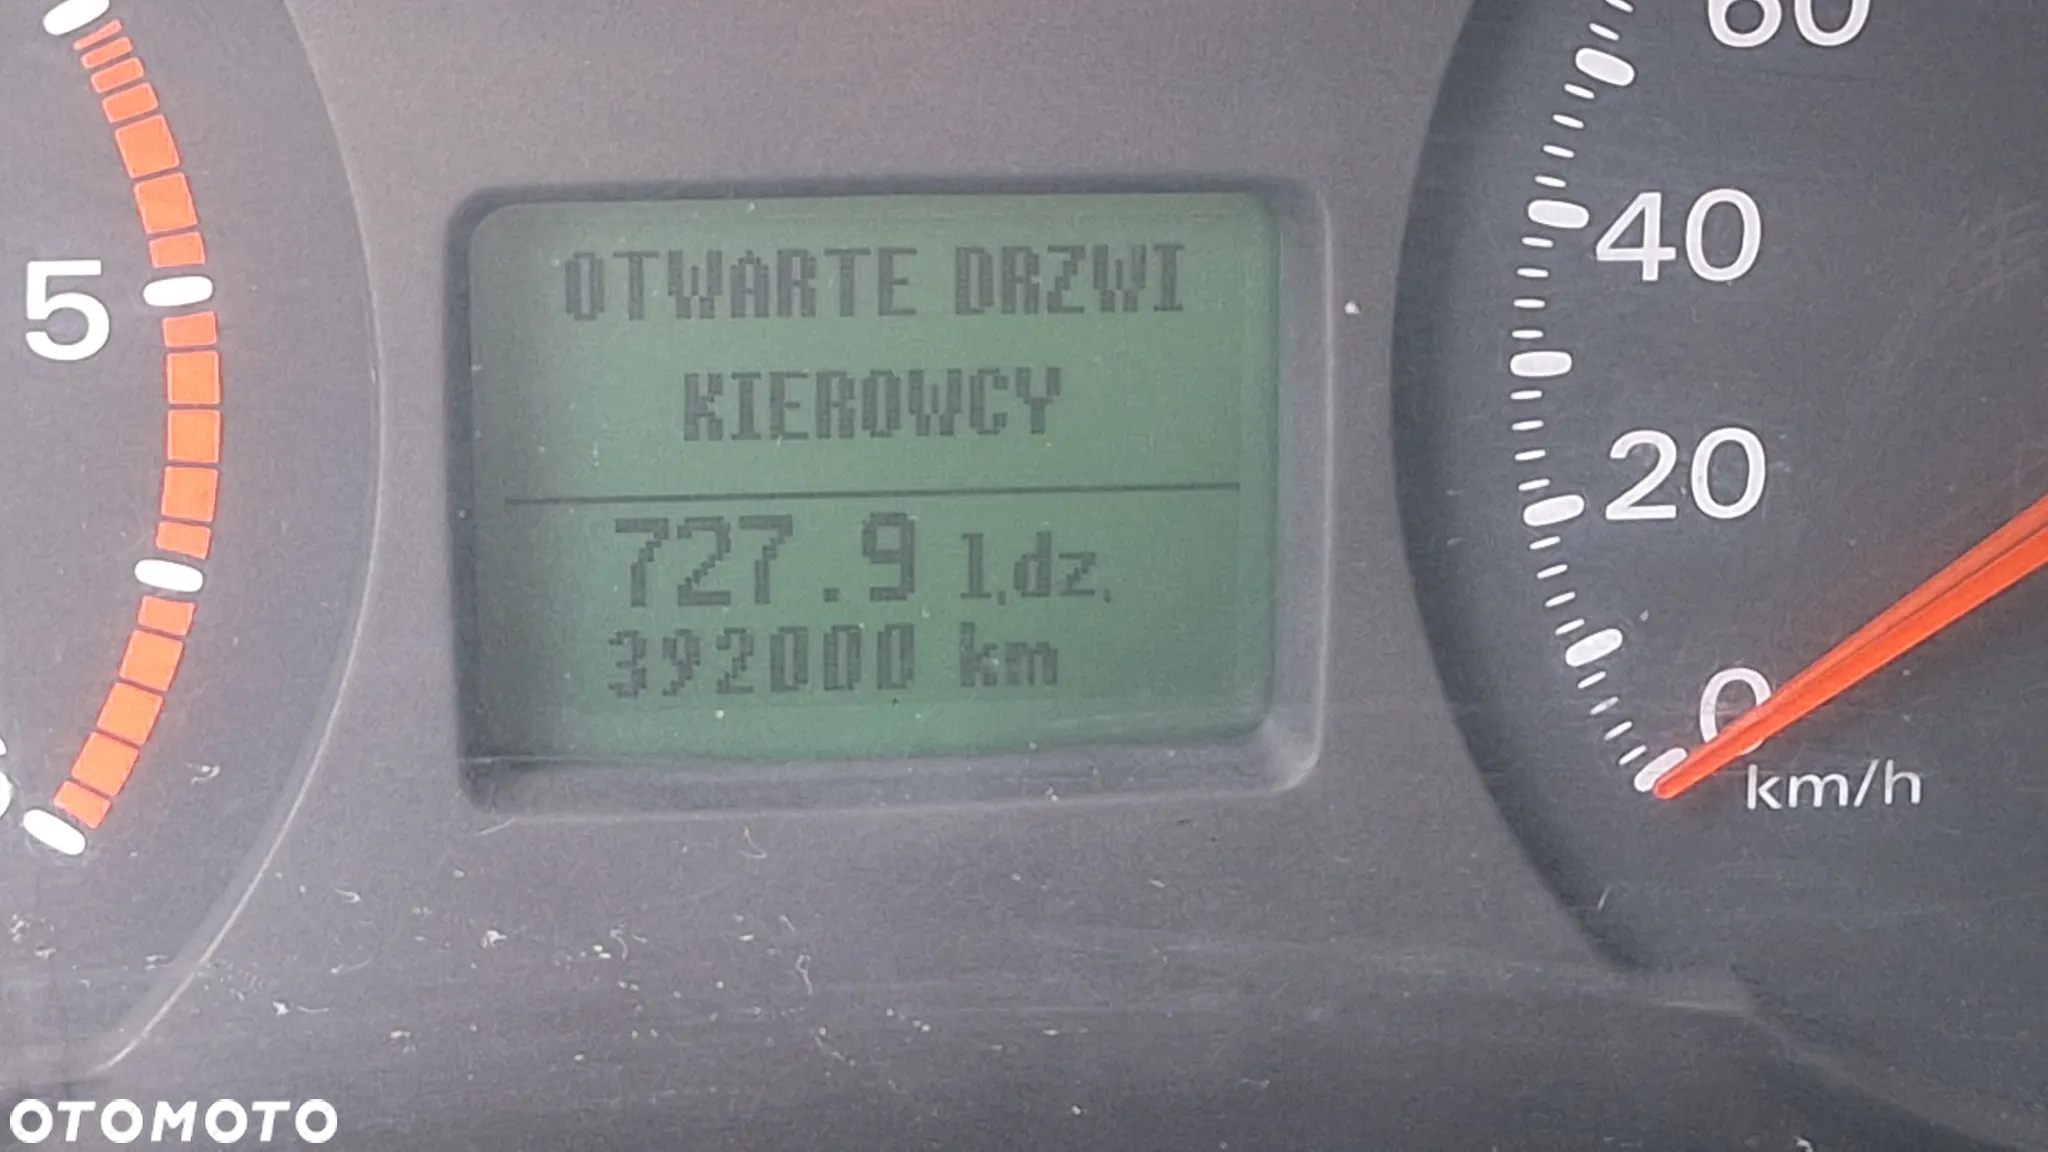 60
40
5
OTWARTE DRZWI
KIEROWCY
20
727.9 l.dz.
392000 km
0
km/h
OTOMOTO